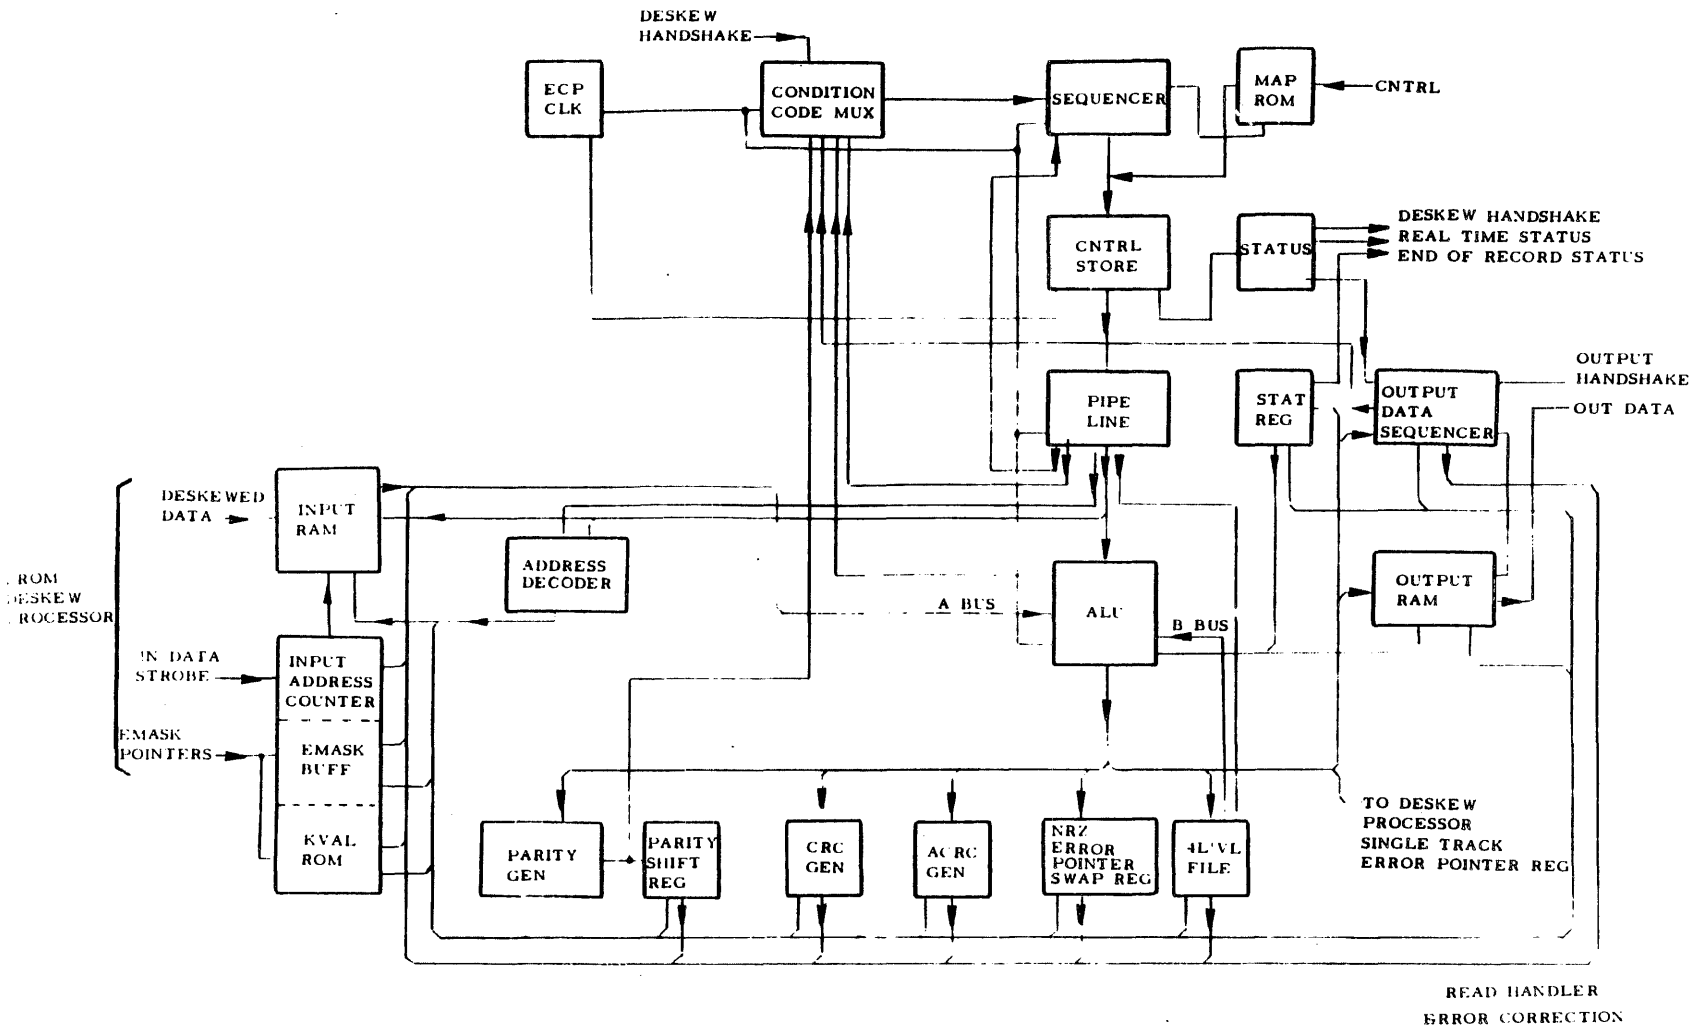 DESKEW
HANDSHAKE
ECP
CLK
CONDITION
CODE MUX
SEQUENCER
MAP
ROM
CNTRL
CNTRL
STORE
STATUS
DESKEW HANDSHAKE
REAL TIME STATUS
END OF RECORD STATUS
PIPE
LINE
STAT
REG
OUTPUT
DATA
SEQUENCER
OUTPUT
HANDSHAKE
OUT DATA
DESKEWED
DATA
INPUT
RAM
ADDRESS
DECODER
ROM
DESKEW
ROCESSOR
A BUS
ALU
B BUS
OUTPUT
RAM
IN DATA
STROBE
INPUT
ADDRESS
COUNTER
EMASK
POINTERS
EMASK
BUFF
KVAL
ROM
PARITY
GEN
PARITY
SHIFT
REG
CRC
GEN
ACRC
GEN
NRZ
ERROR
POINTER
SWAP REG
4LVL
FILE
TO DESKEW
PROCESSOR
SINGLE TRACK
ERROR POINTER REG
READ HANDLER
ERROR CORRECTION